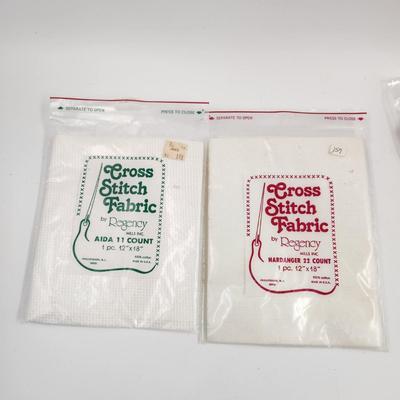 SEPARATE TO OPEN
PRESS TO CLOSE
Cross
Stitch
Fabric
by Regency
MILLS INC.
AIDA 11 COUNT
1 pc. 12"x18"
100% cotton
MADE IN U.S.A.
SEPARATE TO OPEN
PRESS TO CLOSE
Cross
Stitch
Fabric
by Regency
MILLS INC.
HARDANGER 22 COUNT
1 pc. 12"x18"
100% cotton
MADE IN U.S.A.